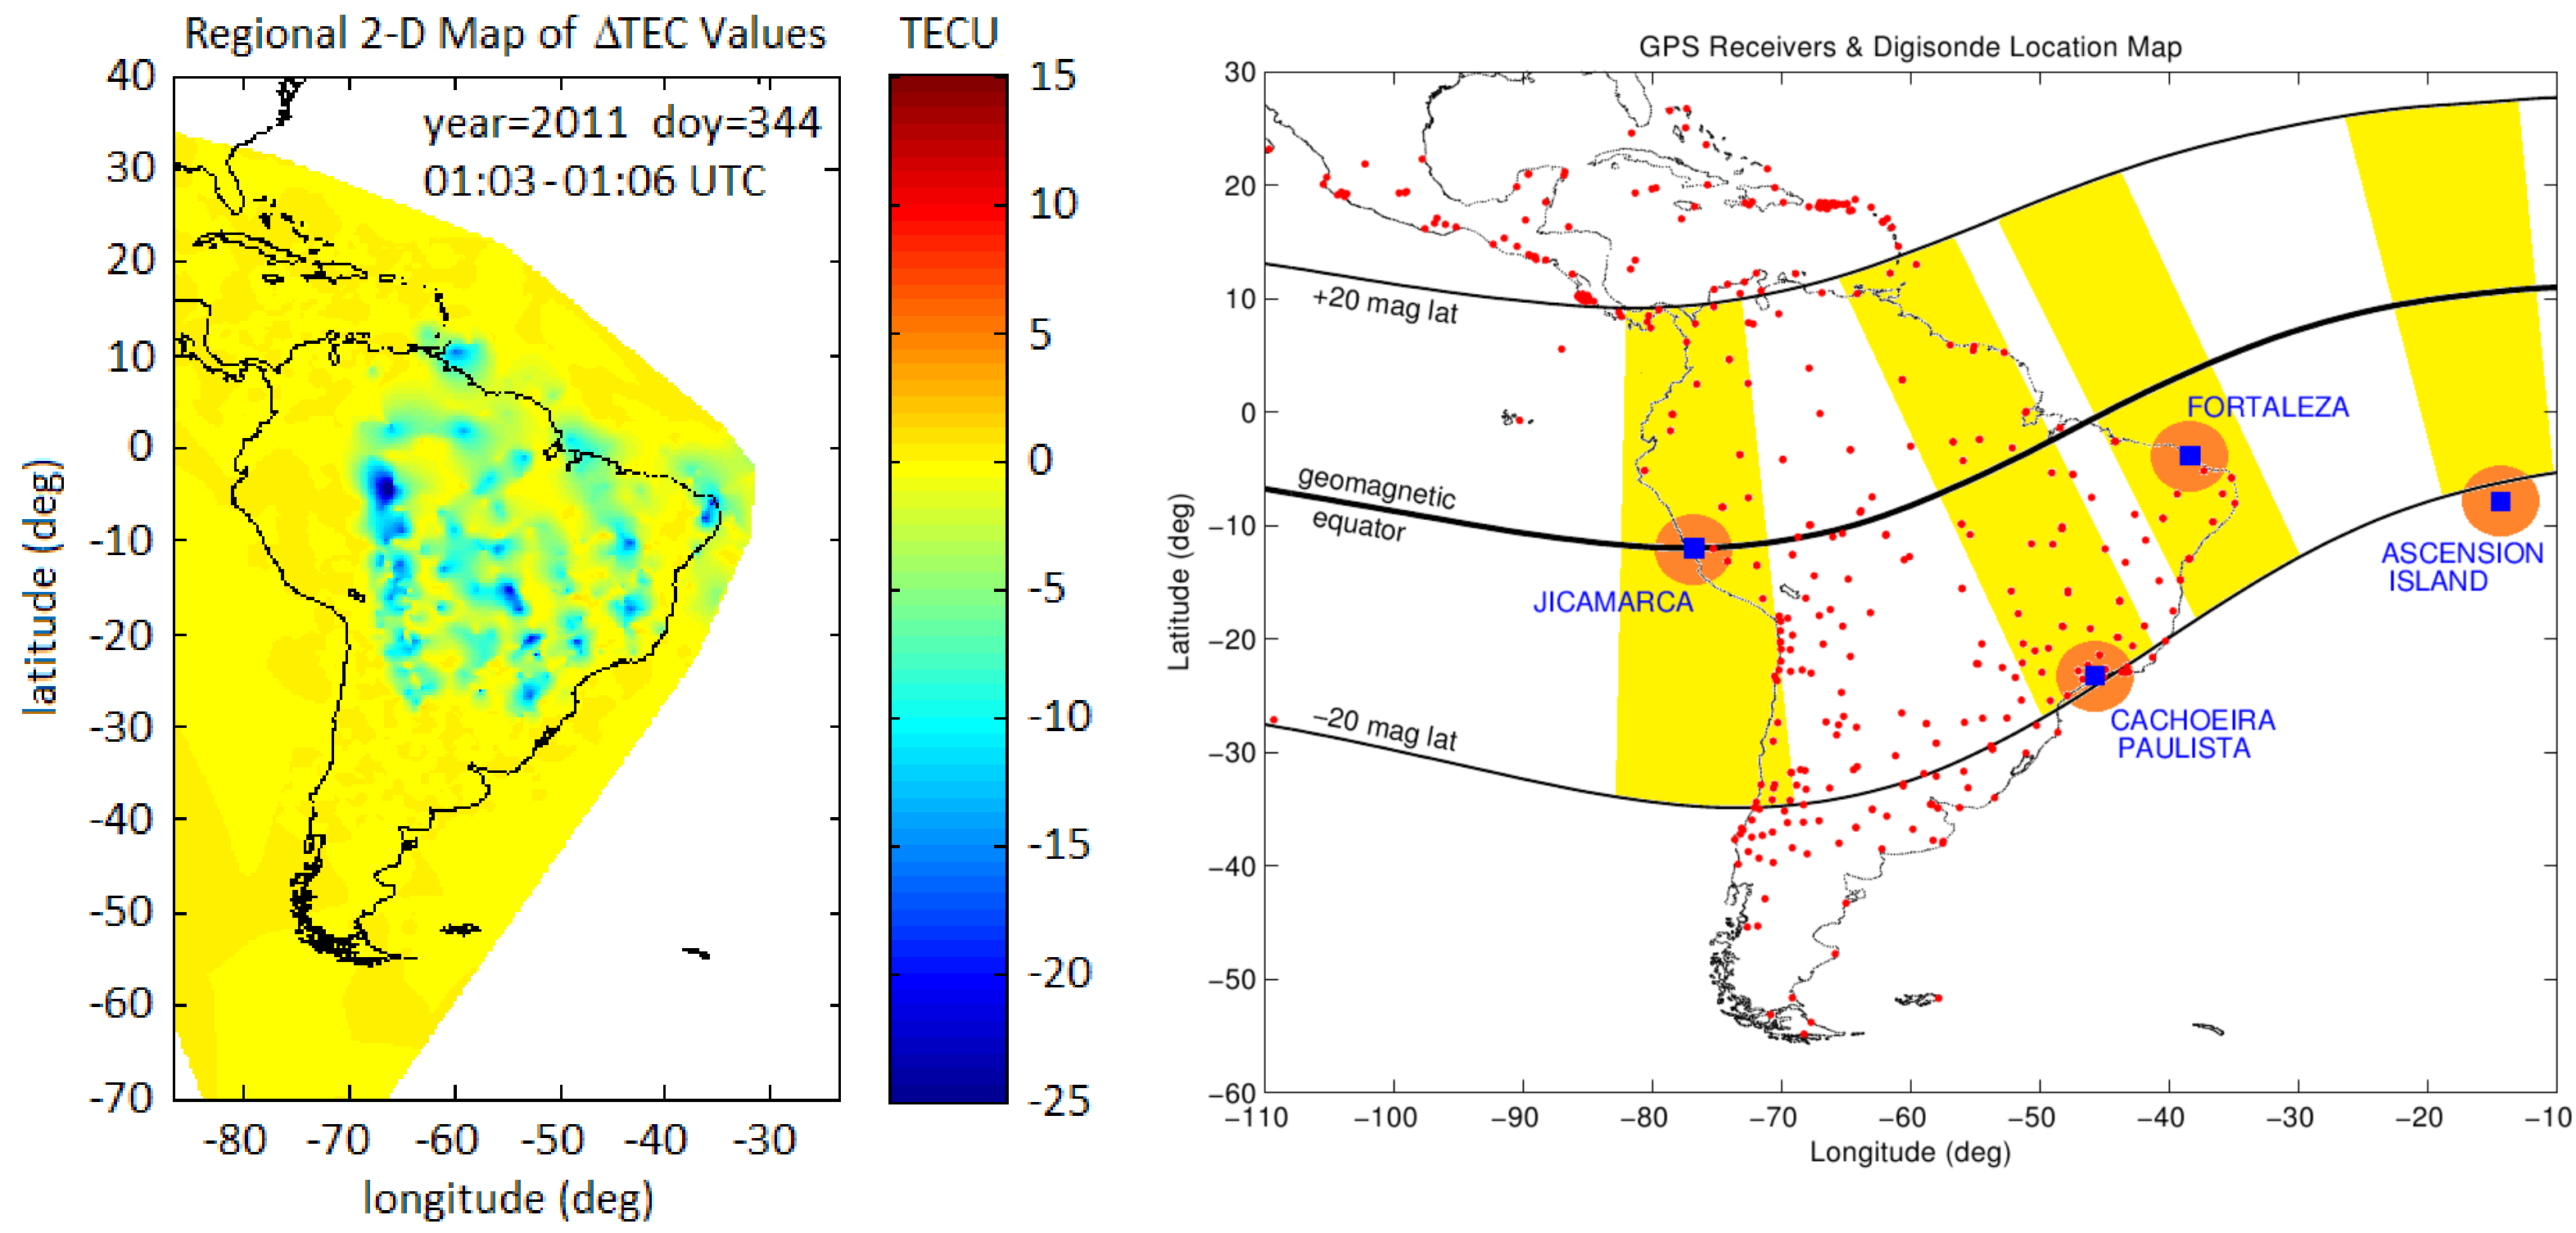 Regional 2-D Map of ΔTEC Values
TECU
year=2011 doy=344
01:03-01:06 UTC
40
30
20
10
0
-10
-20
-30
-40
-50
-60
-70
latitude (deg)
-80 -70 -60 -50 -40 -30
longitude (deg)
15
10
5
0
-5
-10
-15
-20
-25
GPS Receivers & Digisonde Location Map
30
20
10
0
−10
−20
−30
−40
−50
−60
Latitude (deg)
+20 mag lat
geomagnetic
equator
−20 mag lat
FORTALEZA
ASCENSION
ISLAND
JICAMARCA
CACHOEIRA
PAULISTA
−110 −100 −90 −80 −70 −60 −50 −40 −30 −20 −10
Longitude (deg)